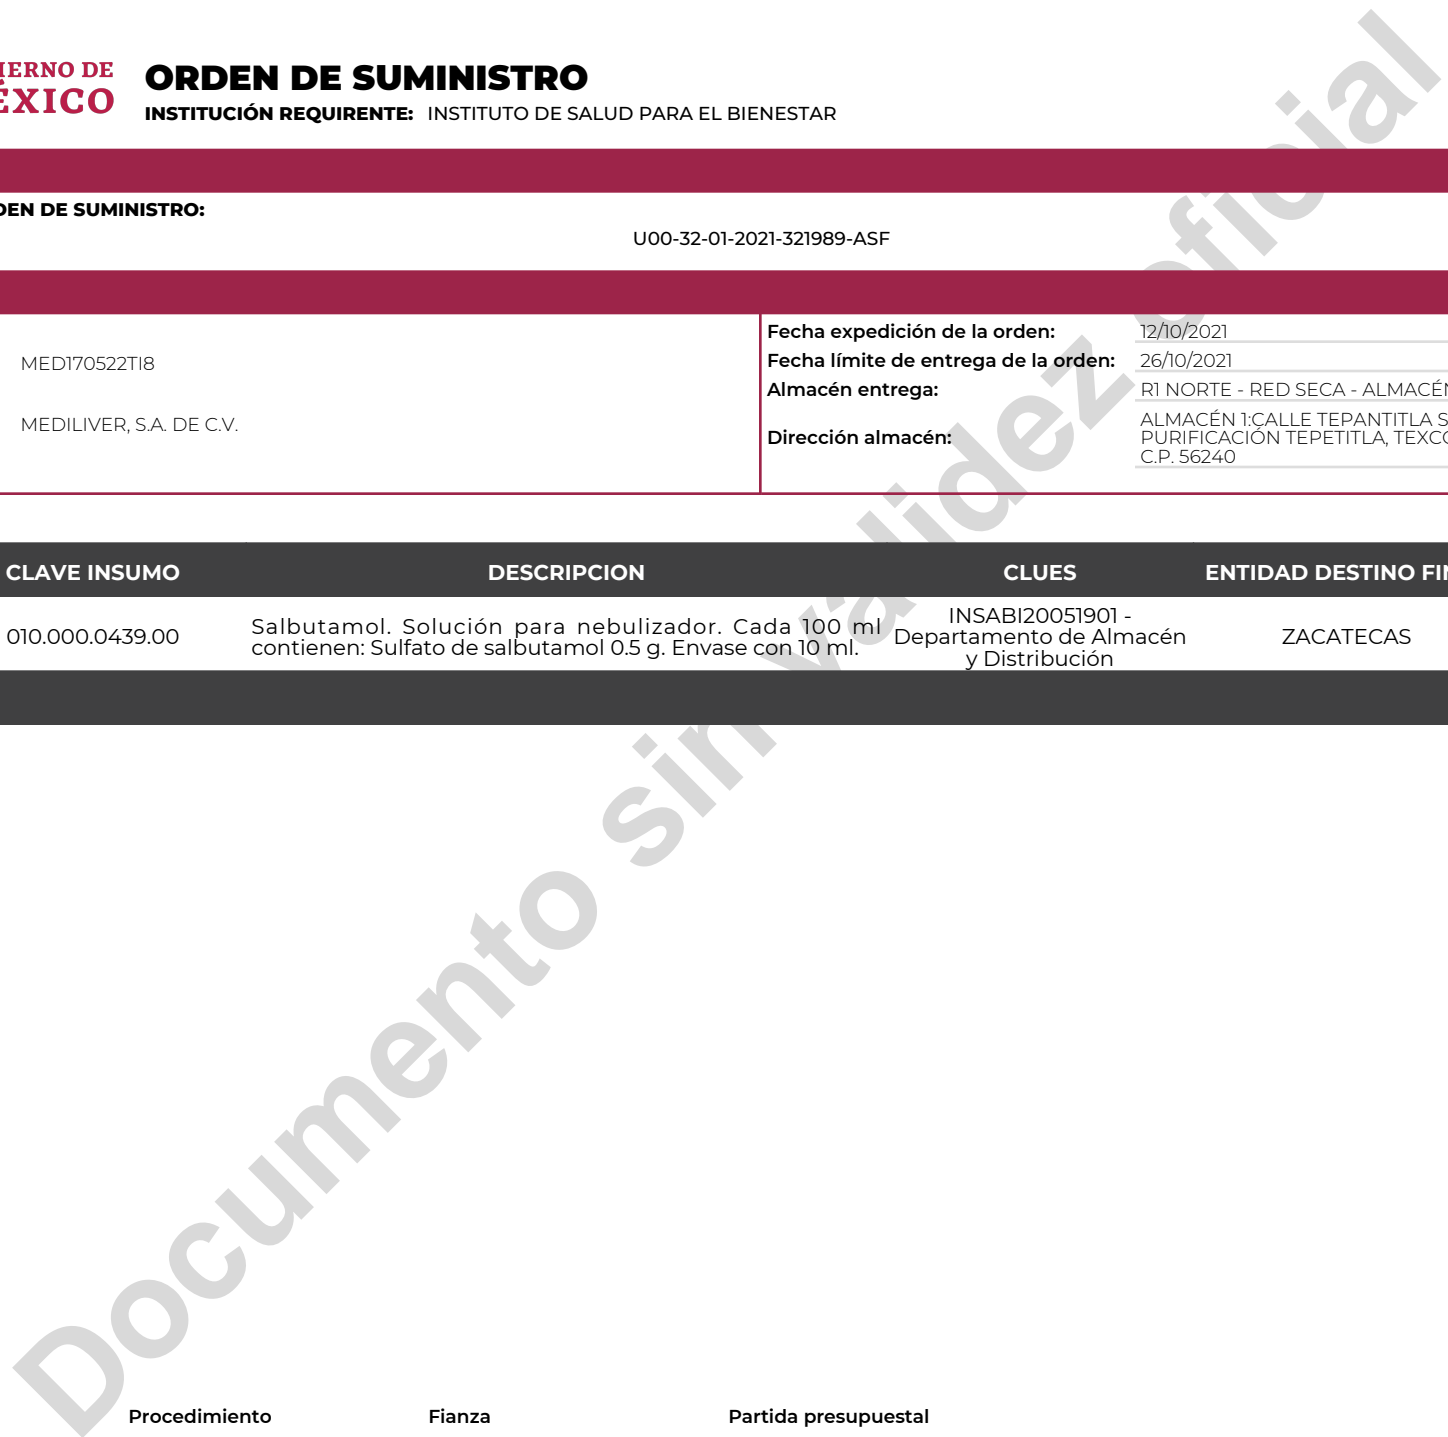 IERNO DE
ÉXICO
ORDEN DE SUMINISTRO
INSTITUCIÓN REQUIRENTE: INSTITUTO DE SALUD PARA EL BIENESTAR
DEN DE SUMINISTRO:
U00-32-01-2021-321989-ASF
MED170522TI8
MEDILIVER, S.A. DE C.V.
Fecha expedición de la orden: 12/10/2021
Fecha límite de entrega de la orden: 26/10/2021
Almacén entrega: R1 NORTE - RED SECA - ALMACÉN
Dirección almacén: ALMACÉN 1:CALLE TEPANTITLA S
PURIFICACIÓN TEPETITLA, TEXCO
C.P. 56240
CLAVE INSUMO DESCRIPCION CLUES ENTIDAD DESTINO FIN
010.000.0439.00
Salbutamol. Solución para nebulizador. Cada 100 ml
contienen: Sulfato de salbutamol 0.5 g. Envase con 10 ml.
INSABI20051901 -
Departamento de Almacén
y Distribución
ZACATECAS
Documento sin validez oficial
Procedimiento Fianza Partida presupuestal